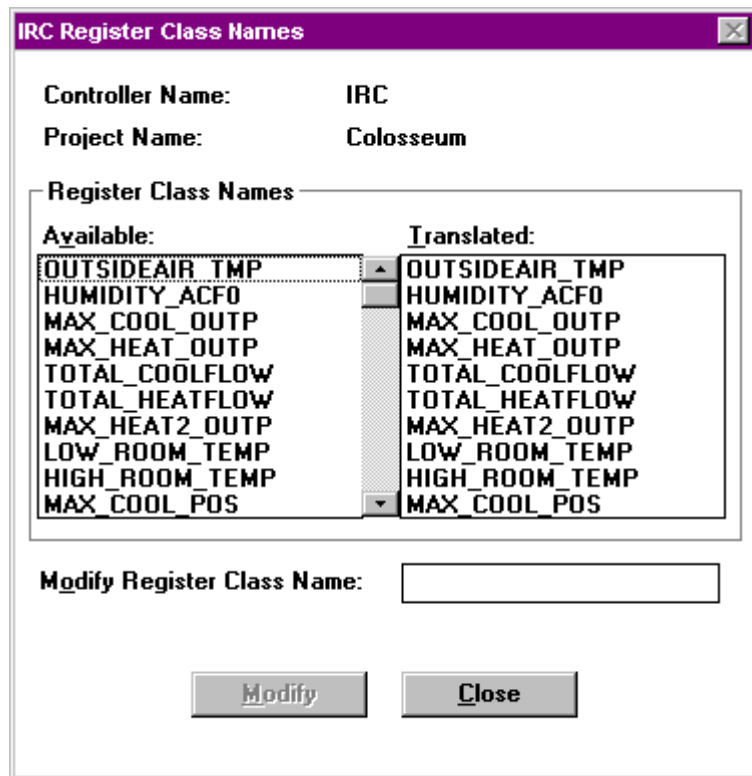 IRC Register Class Names
Controller Name: IRC
Project Name: Colosseum
Register Class Names
Available: Translated:
OUTSIDEAIR_TMP OUTSIDEAIR_TMP
HUMIDITY_ACF0 HUMIDITY_ACF0
MAX_COOL_OUTP MAX_COOL_OUTP
MAX_HEAT_OUTP MAX_HEAT_OUTP
TOTAL_COOLFLOW TOTAL_COOLFLOW
TOTAL_HEATFLOW TOTAL_HEATFLOW
MAX_HEAT2_OUTP MAX_HEAT2_OUTP
LOW_ROOM_TEMP LOW_ROOM_TEMP
HIGH_ROOM_TEMP HIGH_ROOM_TEMP
MAX_COOL_POS MAX_COOL_POS
Modify Register Class Name:
Modify Close